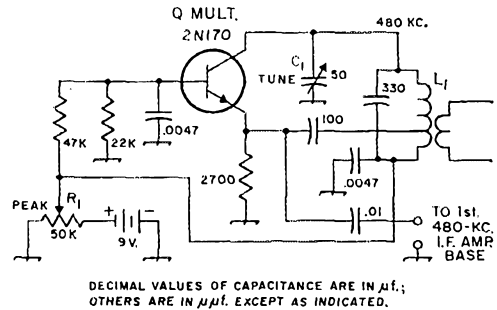 Q MULT.
2N170
480 KC.
C1
TUNE
50
L1
330
100
47K
22K
.0047
2700
.0047
PEAK
R1
50K
+
-
9 V.
.01
TO 1st.
480-KC.
I.F. AMP.
BASE
DECIMAL VALUES OF CAPACITANCE ARE IN µf.;
OTHERS ARE IN µµf. EXCEPT AS INDICATED.